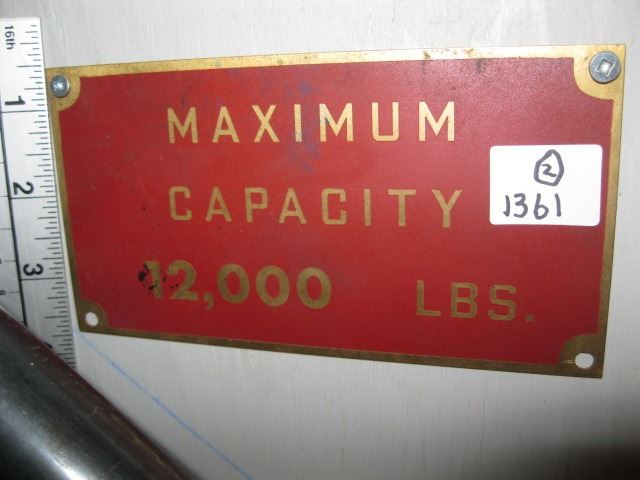 16th
1
2
3
MAXIMUM
CAPACITY
12,000 LBS.
2
1361